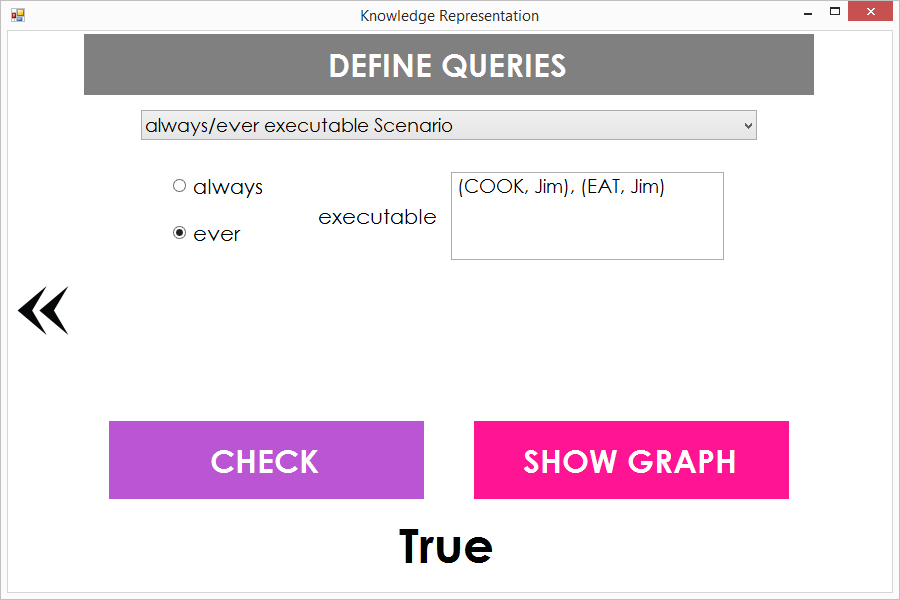 Knowledge Representation
DEFINE QUERIES
always/ever executable Scenario
always
ever
executable
(COOK, Jim), (EAT, Jim)
CHECK
SHOW GRAPH
True